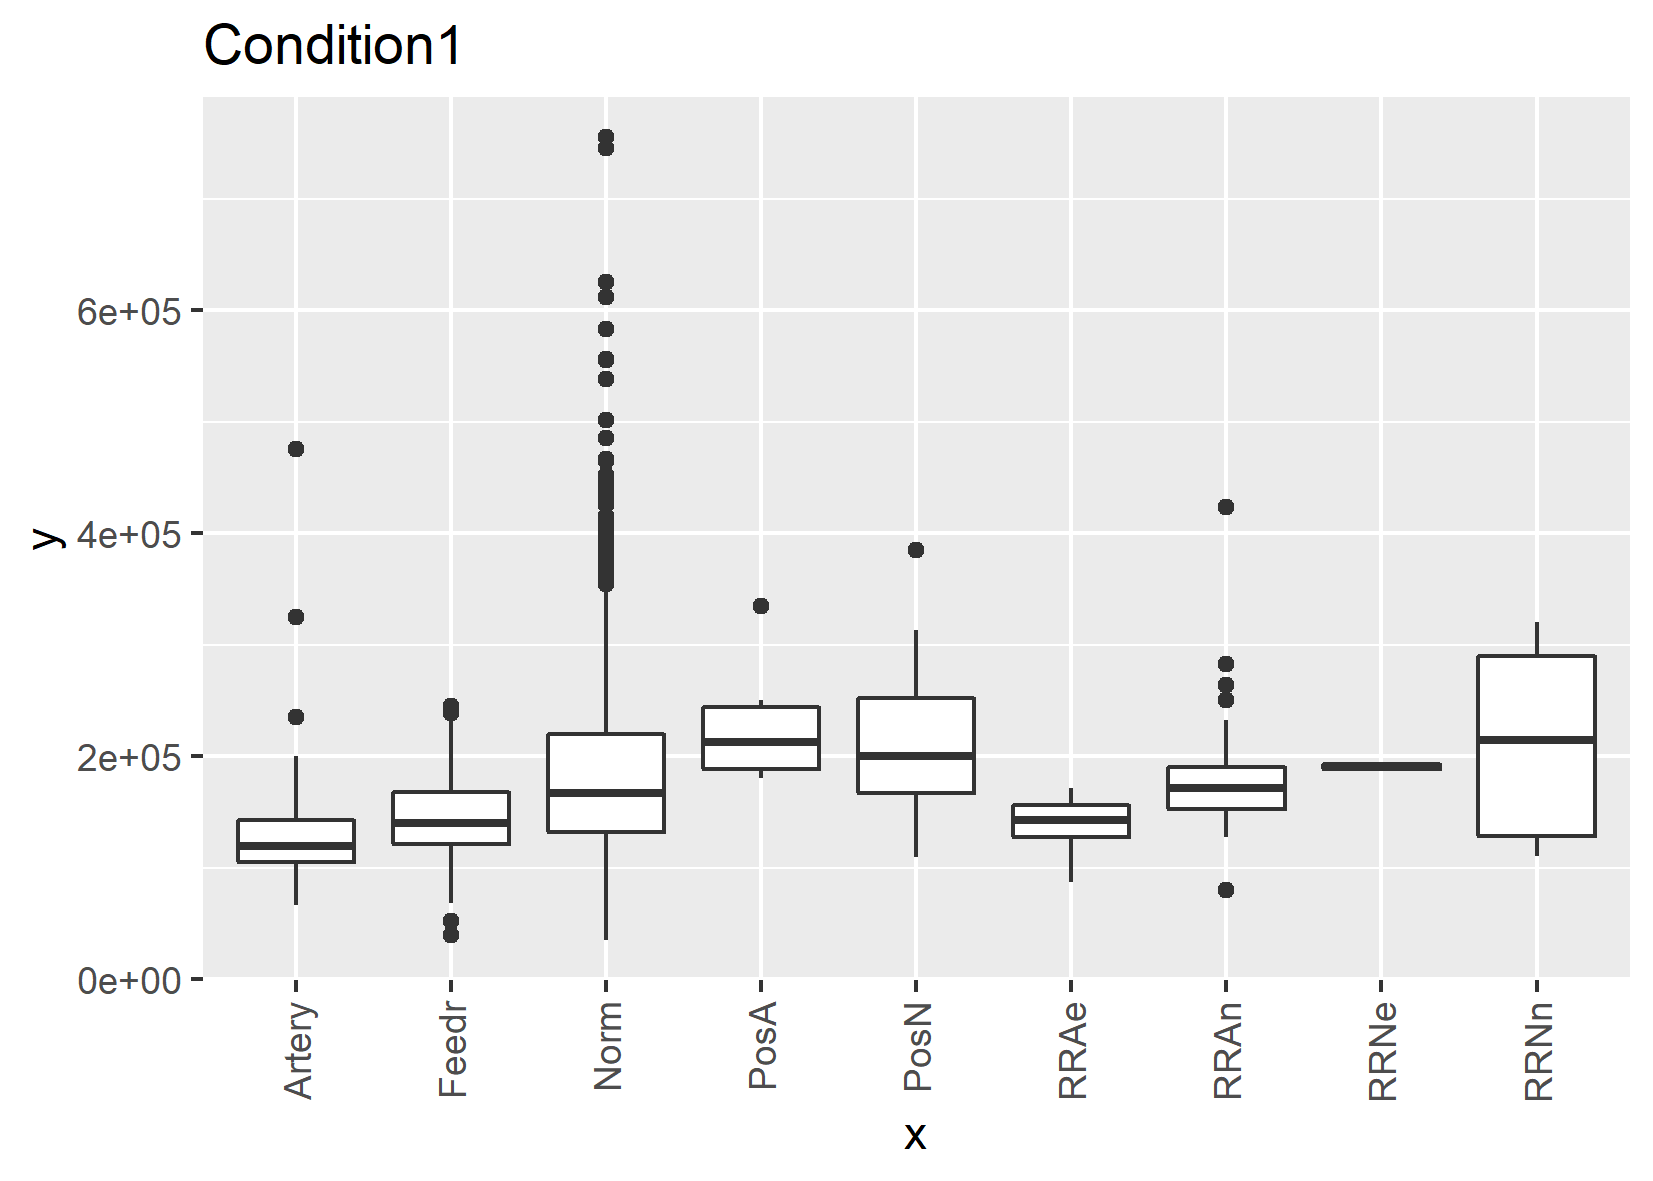 Condition1
6e+05
4e+05
2e+05
0e+00
y
Artery
Feedr
Norm
PosA
PosN
RRAe
RRAn
RRNe
RRNn
x